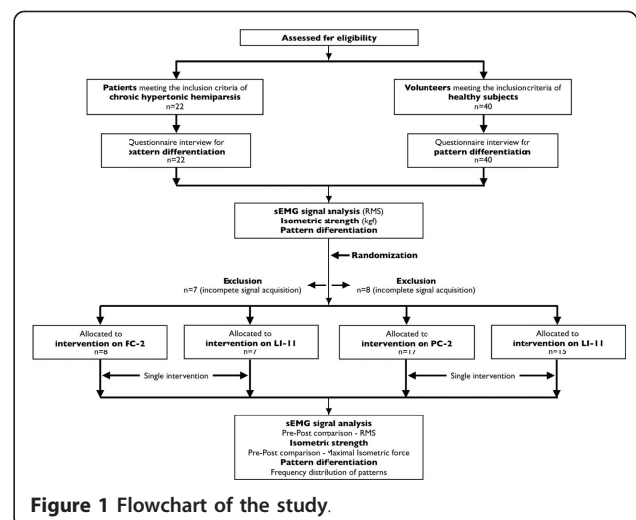 Assessed for eligibility
Patients meeting the inclusion criteria of
chronic hypertonic hemiparsis
n=22
Volunteers meeting the inclusion criteria of
healthy subjects
n=40
Questionnaire interview for
pattern differentiation
n=22
Questionnaire interview for
pattern differentiation
n=40
sEMG signal analysis (RMS)
Isometric strength (kgf)
Pattern differentiation
Randomization
Exclusion
n=7 (incompete signal acquisition)
Exclusion
n=8 (incomplete signal acquisition)
Allocated to
intervention on PC-2
n=8
Allocated to
intervention on LI-11
n=7
Allocated to
intervention on PC-2
n=17
Allocated to
intervention on LI-11
n=15
Single intervention
Single intervention
sEMG signal analysis
Pre-Post comparison - RMS
Isometric strength
Pre-Post comparison - Maximal Isometric force
Pattern differentiation
Frequency distribution of patterns
Figure 1 Flowchart of the study.